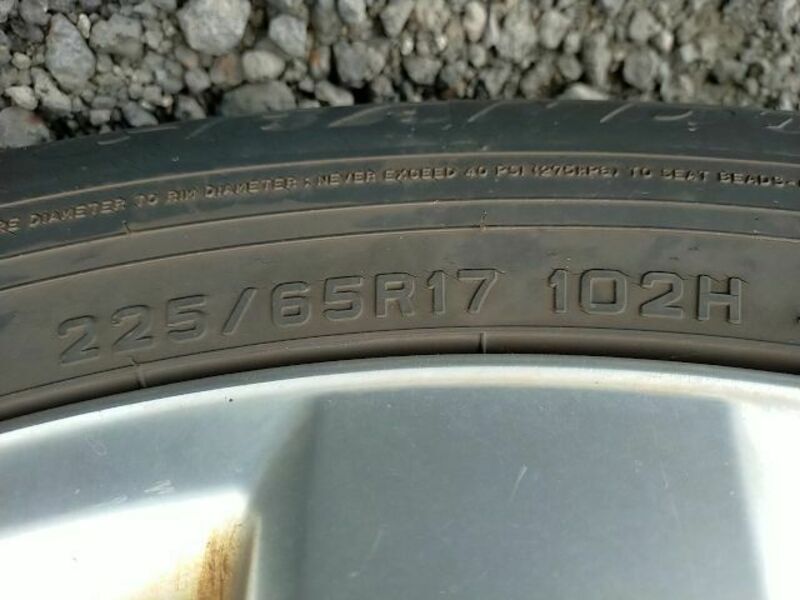 DIAMETER TO RIM DIAMETER • NEVER EXCEED 40 PSI (275KPa) TO SEAT BEADS-
225/65R17 102H